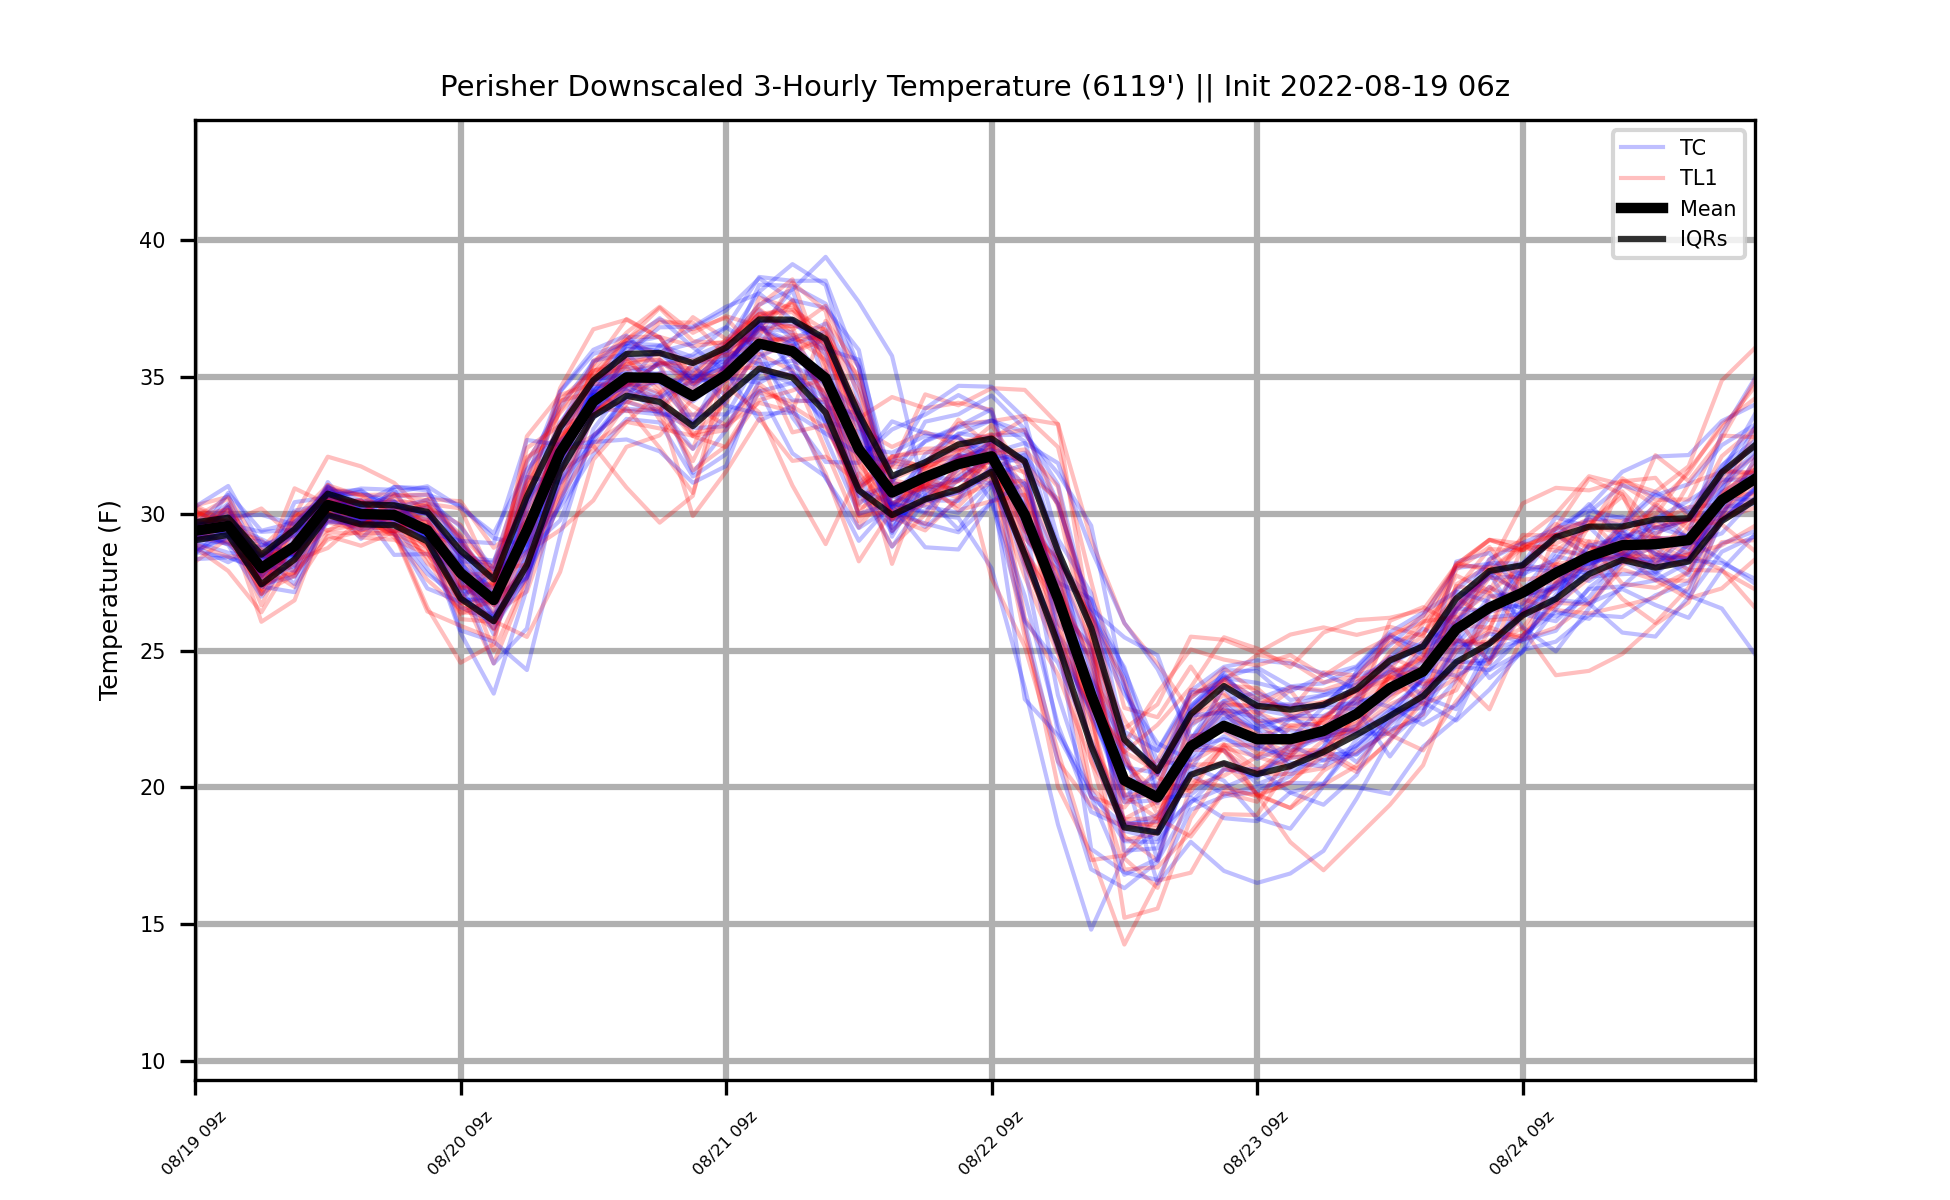 Perisher Downscaled 3-Hourly Temperature (6119') || Init 2022-08-19 06z
TC
TL1
Mean
IQRs
Temperature (F)
40
35
30
25
20
15
10
08/19 09z
08/20 09z
08/21 09z
08/22 09z
08/23 09z
08/24 09z